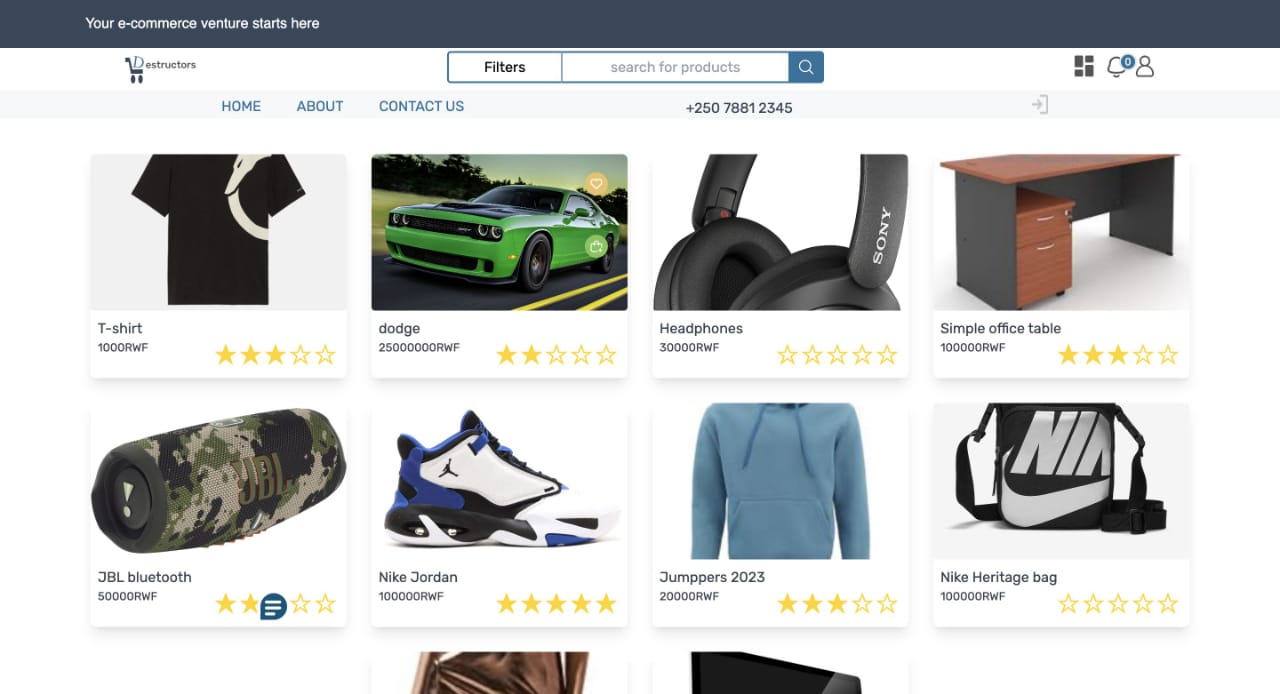 Your e-commerce venture starts here
Destructors
Filters
search for products
0
HOME
ABOUT
CONTACT US
+250 7881 2345
SONY
T-shirt
1000RWF
dodge
25000000RWF
Headphones
30000RWF
Simple office table
100000RWF
JBL
NIK
JBL bluetooth
50000RWF
Nike Jordan
100000RWF
Jumppers 2023
20000RWF
Nike Heritage bag
100000RWF